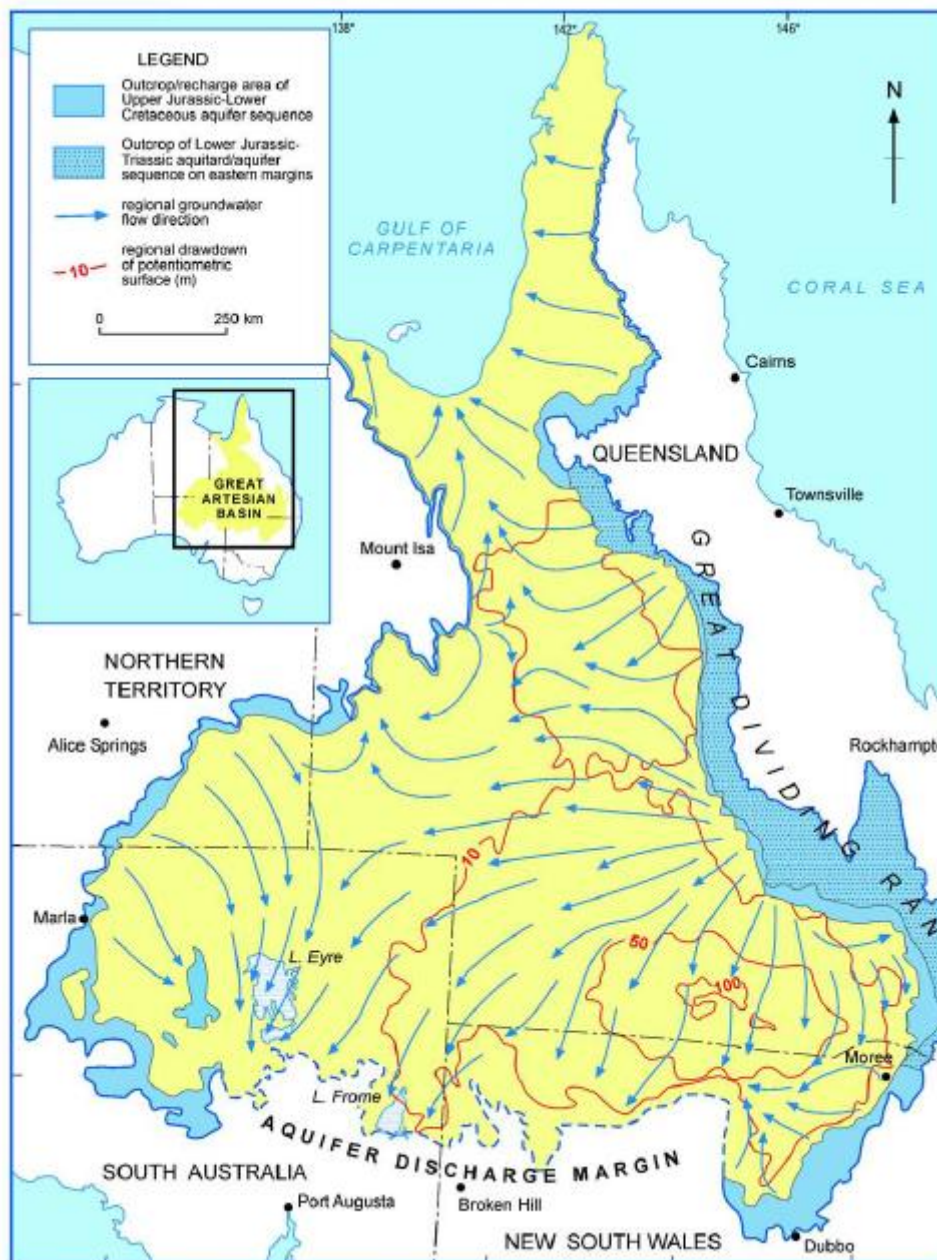 138°
142°
146°
LEGEND
Outcrop/recharge area of
Upper Jurassic-Lower
Cretaceous aquifer sequence
Outcrop of Lower Jurassic-
Triassic aquitard/aquifer
sequence on eastern margins
regional groundwater
flow direction
10
regional drawdown
of potentiometric
surface (m)
0
250 km
N
GULF OF
CARPENTARIA
CORAL SEA
Cairns
QUEENSLAND
Townsville
GREAT
ARTESIAN
BASIN
Mount Isa
GREAT DIVIDING RAN
NORTHERN
TERRITORY
Alice Springs
Rockhampto
10
Marla
L. Eyre
50
100
Moree
L. Frome
AQUIFER DISCHARGE MARGIN
SOUTH AUSTRALIA
Port Augusta
Broken Hill
NEW SOUTH WALES
Dubbo